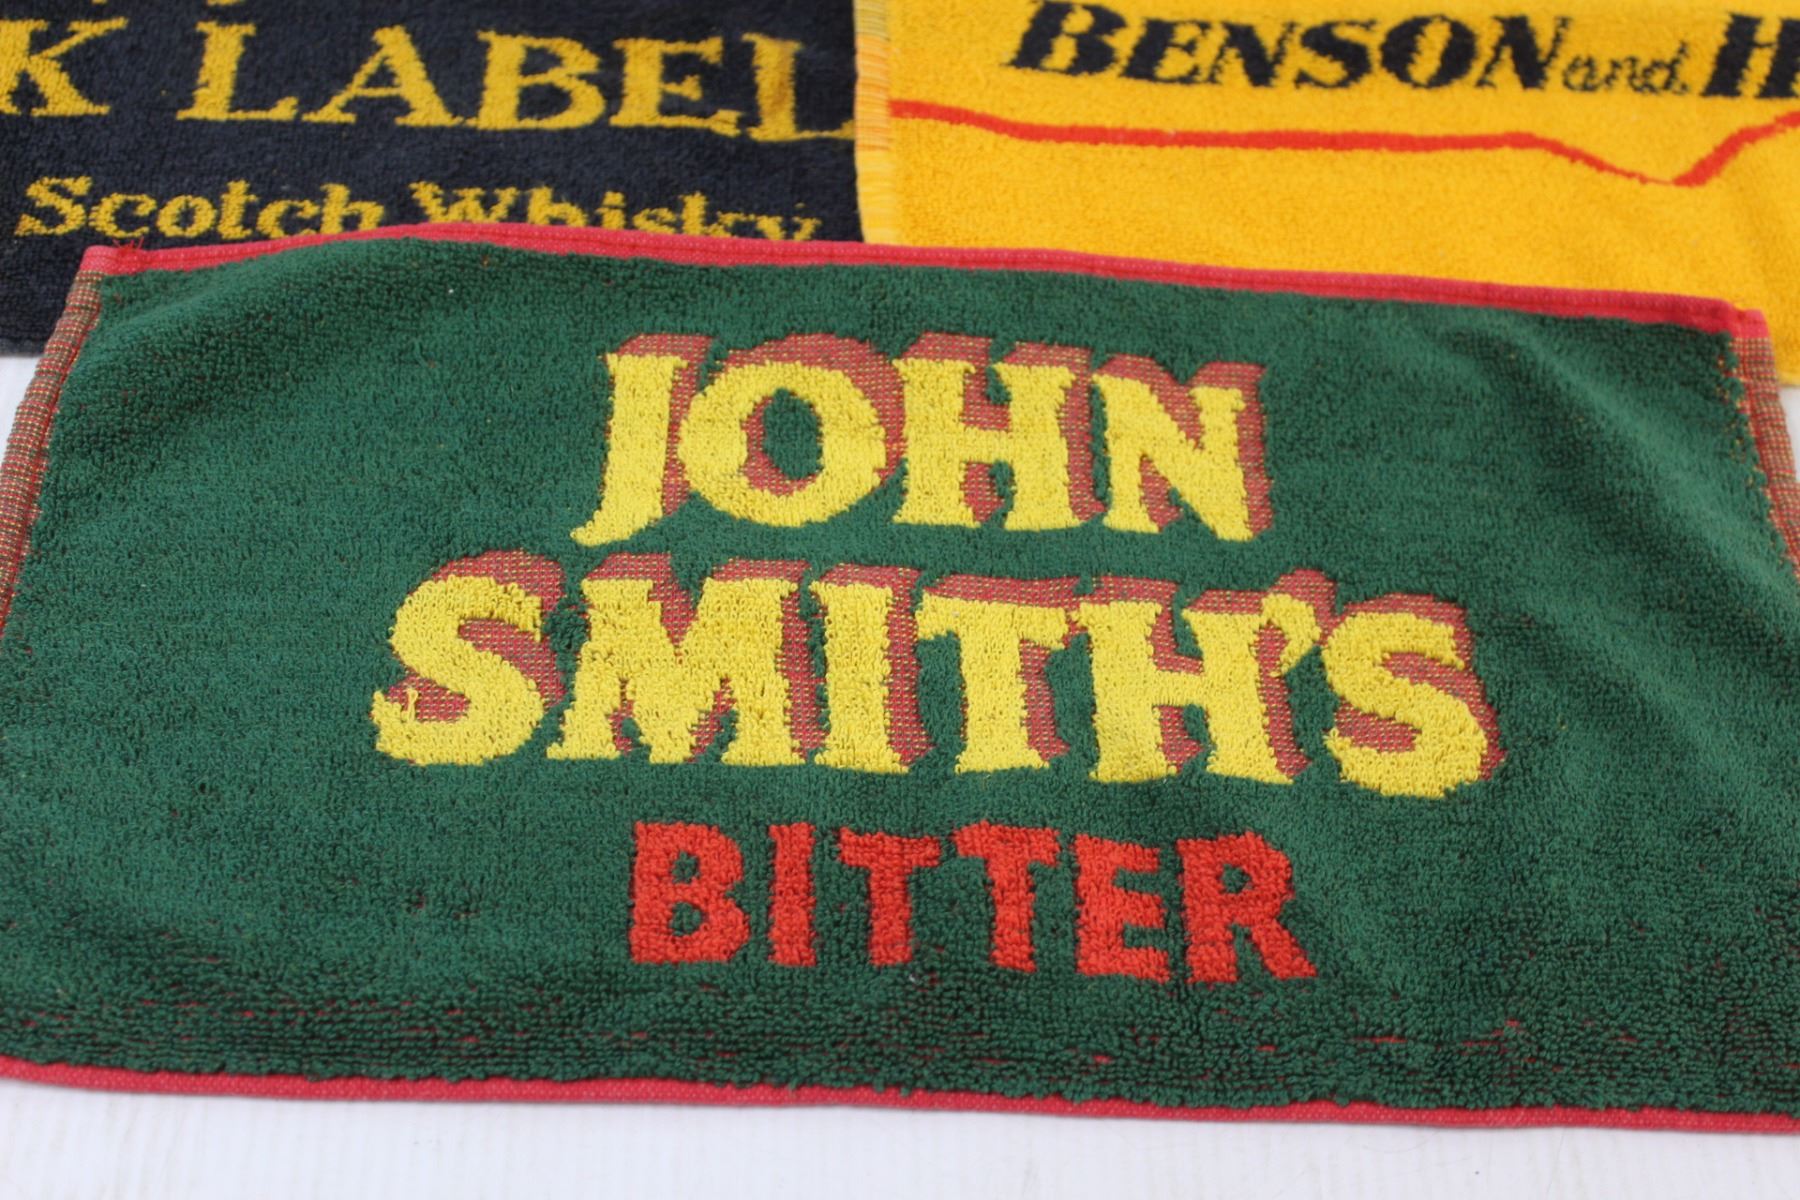 K LABEL
Scotch Whisky
BENSON and H
JOHN
SMITH'S
BITTER